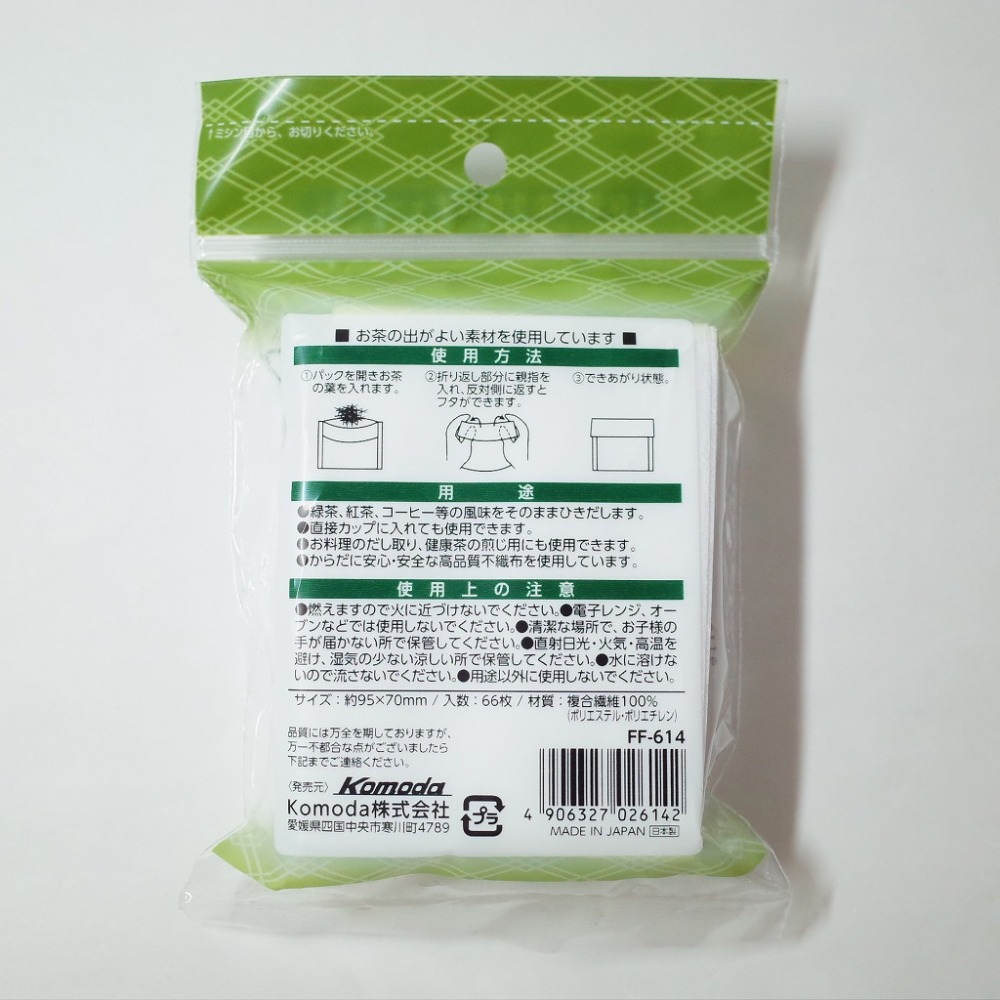 ↑ミシン目から、お切りください。
■ お茶の出がよい素材を使用しています ■
使用方法
①パックを開きお茶
の葉を入れます。
②折り返し部分に親指を
入れ、反対側に返すと
フタができます。
③できあがり状態。
用　途
●緑茶、紅茶、コーヒー等の風味をそのままひきだします。
●直接カップに入れても使用できます。
●お料理のだし取り、健康茶の煎じ用にも使用できます。
●からだに安心・安全な高品質不織布を使用しています。
使用上の注意
●燃えますので火に近づけないでください。●電子レンジ、オー
ブンなどでは使用しないでください。●清潔な場所で、お子様の
手が届かない所で保管してください。●直射日光・火気・高温を
避け、湿気の少ない涼しい所で保管してください。●水に溶けな
いので流さないでください。●用途以外に使用しないでください。
サイズ：約95×70mm / 入数：66枚 / 材質：複合繊維100%
(ポリエステル・ポリエチレン)
品質には万全を期しておりますが、
万一不都合な点がございましたら
下記までご連絡ください。
FF-614
〈発売元〉 Komoda
Komoda株式会社
愛媛県四国中央市寒川町4789
プラ
4 906327 026142
MADE IN JAPAN 日本製